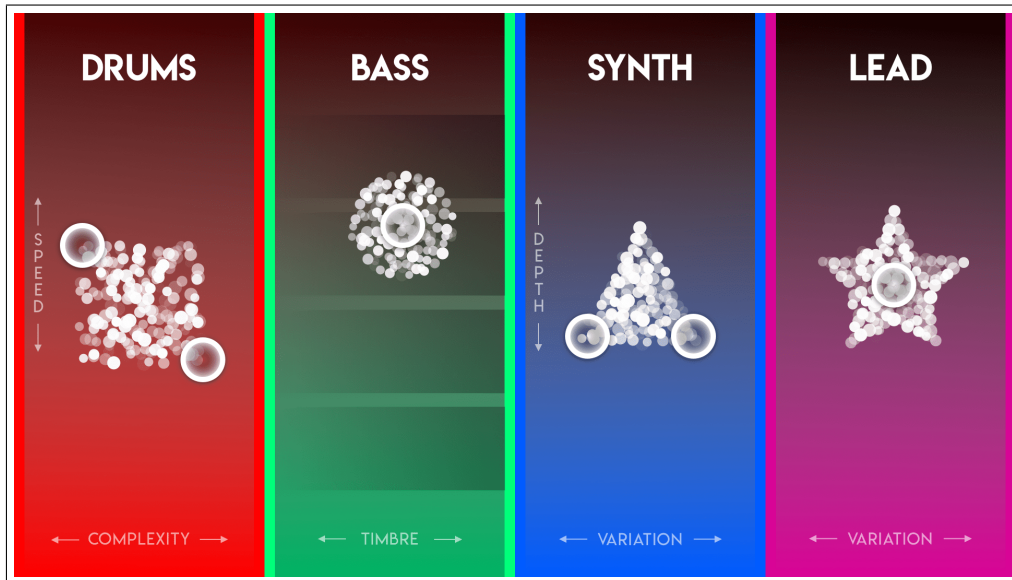 DRUMS
SPEED
COMPLEXITY
BASS
TIMBRE
SYNTH
DEPTH
VARIATION
LEAD
VARIATION